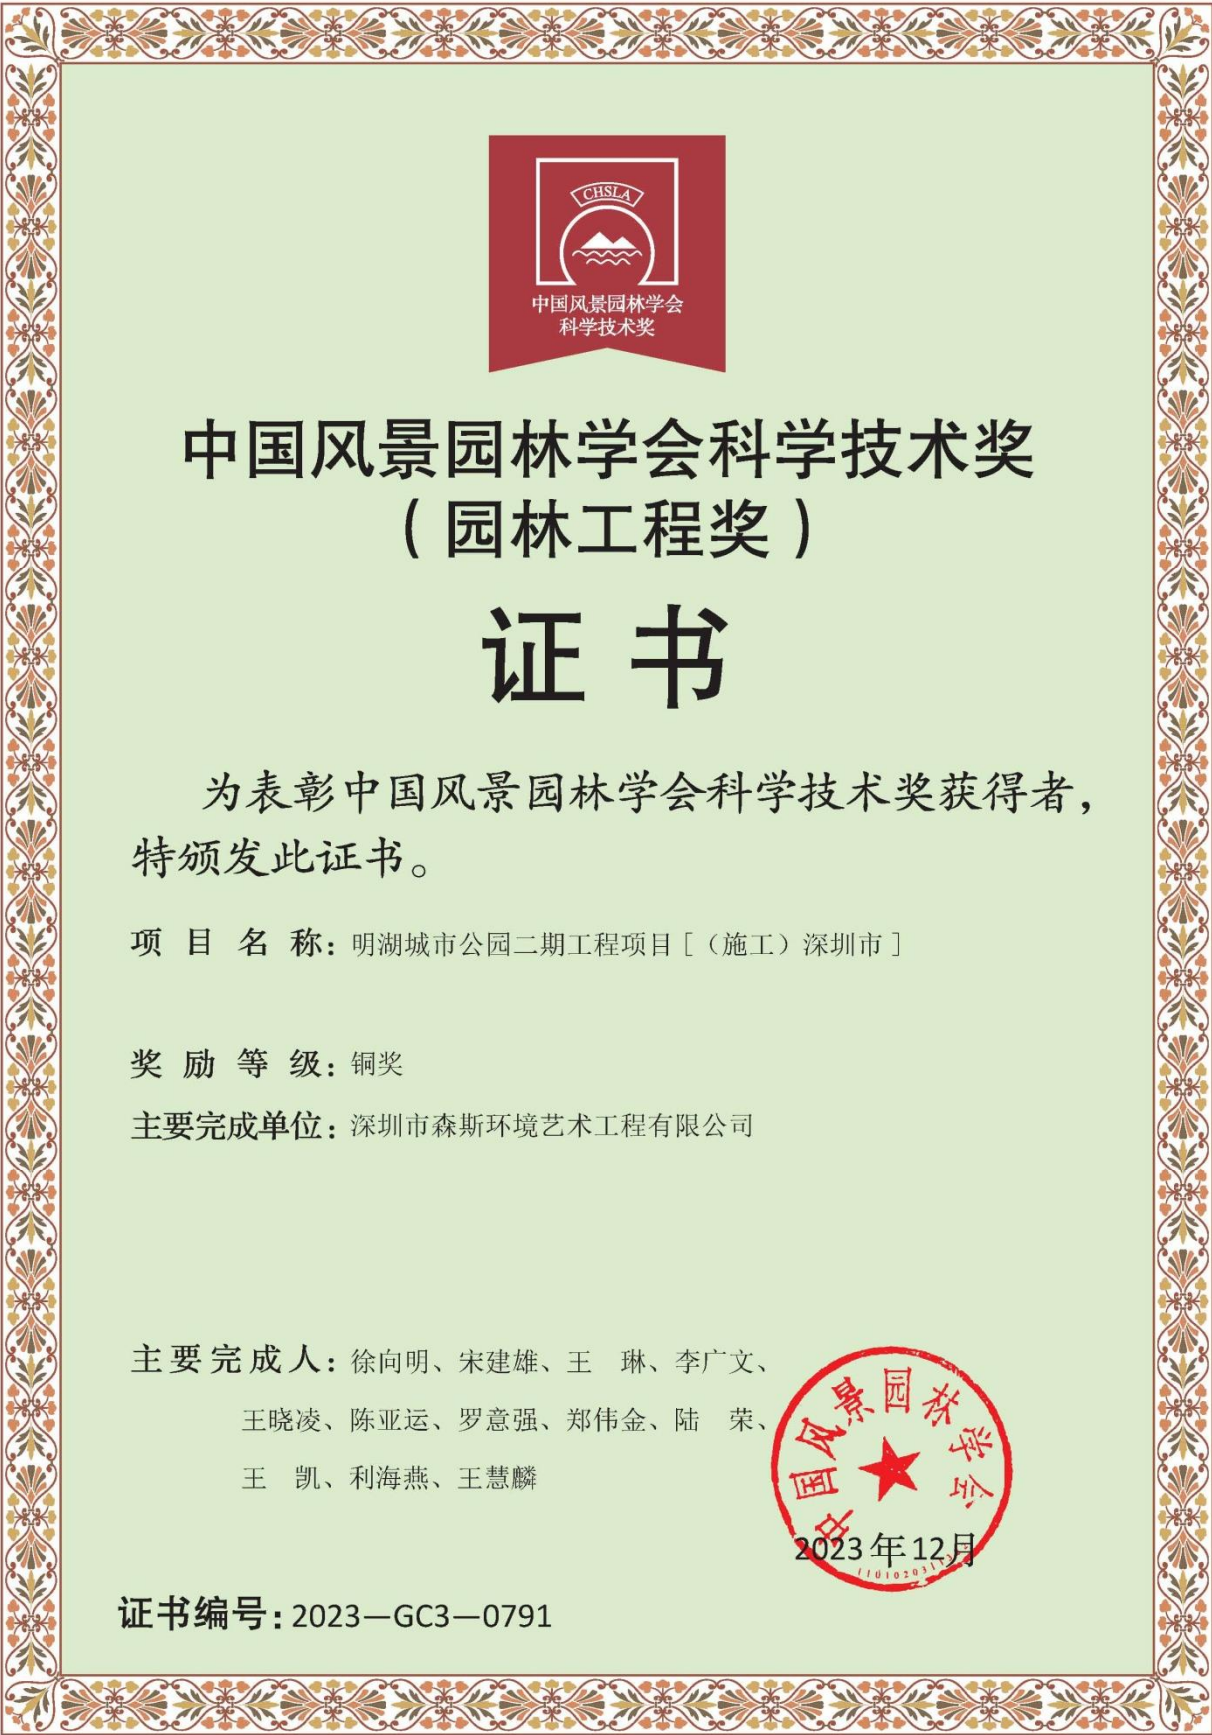 CHSLA
中国风景园林学会
科学技术奖
中国风景园林学会科学技术奖
（园林工程奖）
证书
为表彰中国风景园林学会科学技术奖获得者，
特颁发此证书。
项目名称：明湖城市公园二期工程项目［（施工）深圳市］
奖励等级：铜奖
主要完成单位：深圳市森斯环境艺术工程有限公司
主要完成人：徐向明、宋建雄、王　琳、李广文、
王晓凌、陈亚运、罗意强、郑伟金、陆　荣、
王　凯、利海燕、王慧麟
中国风景园林学会
2023年12月
证书编号：2023—GC3—0791